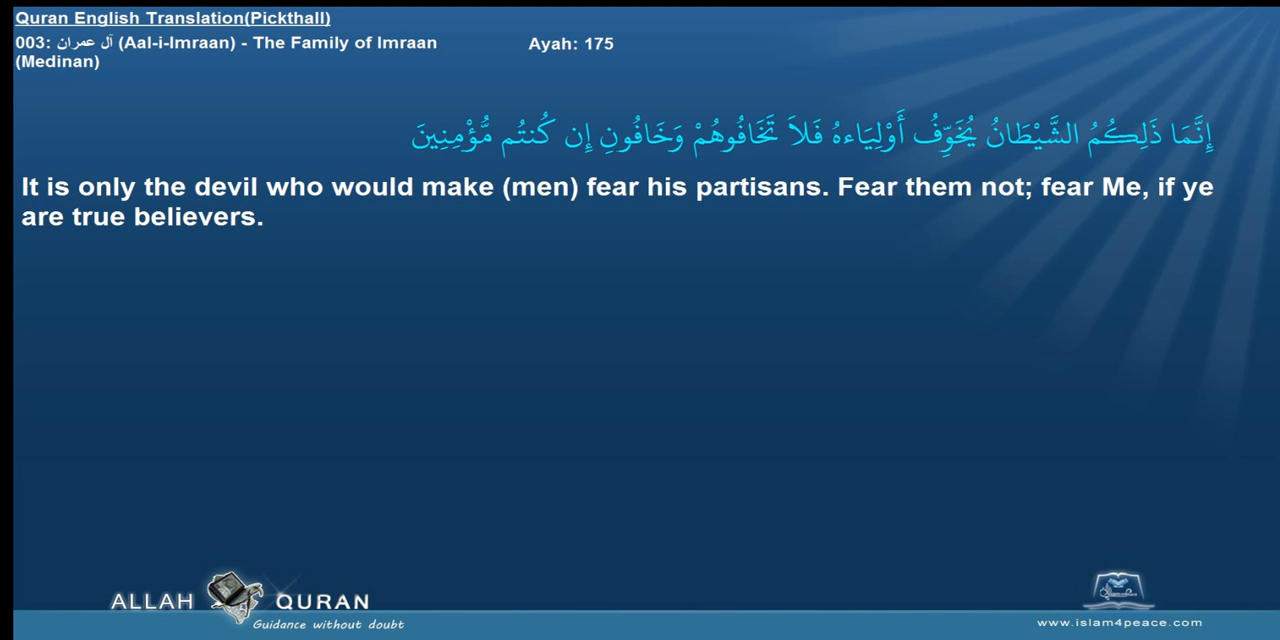 Quran English Translation(Pickthall)
003: آل عمران (Aal-i-Imraan) - The Family of Imraan
(Medinan)
Ayah: 175
إِنَّمَا ذَلِكُمُ الشَّيْطَانُ يُخَوِّفُ أَوْلِيَاءهُ فَلاَ تَخَافُوهُمْ وَخَافُونِ إِن كُنتُم مُّؤْمِنِينَ
It is only the devil who would make (men) fear his partisans. Fear them not; fear Me, if ye
are true believers.
ALLAH QURAN
Guidance without doubt
www.islam4peace.com